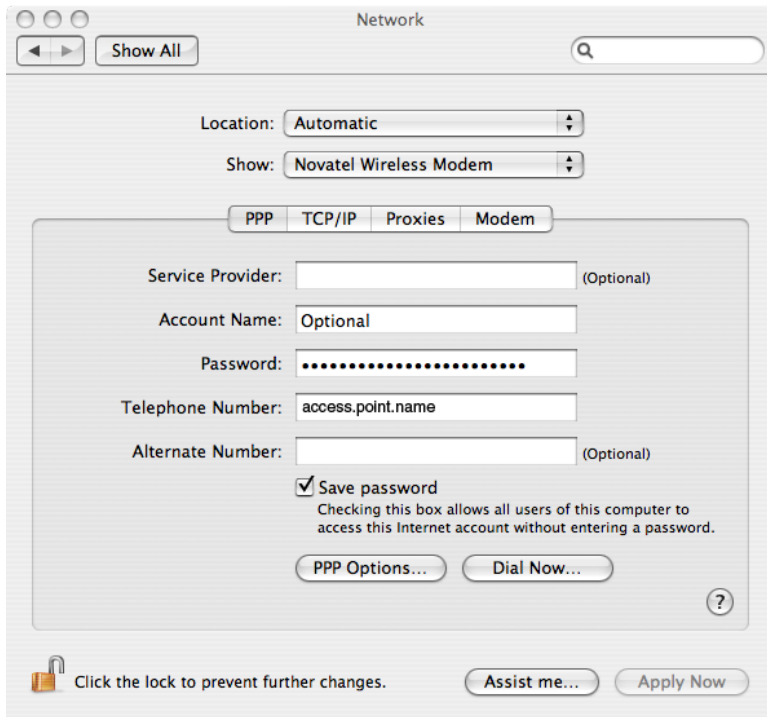 Network
Show All
Location: Automatic
Show: Novatel Wireless Modem
PPP TCP/IP Proxies Modem
Service Provider: (Optional)
Account Name: Optional
Password: ••••••••••••••••••••••••
Telephone Number: access.point.name
Alternate Number: (Optional)
Save password
Checking this box allows all users of this computer to
access this Internet account without entering a password.
PPP Options... Dial Now...
?
Click the lock to prevent further changes. Assist me... Apply Now